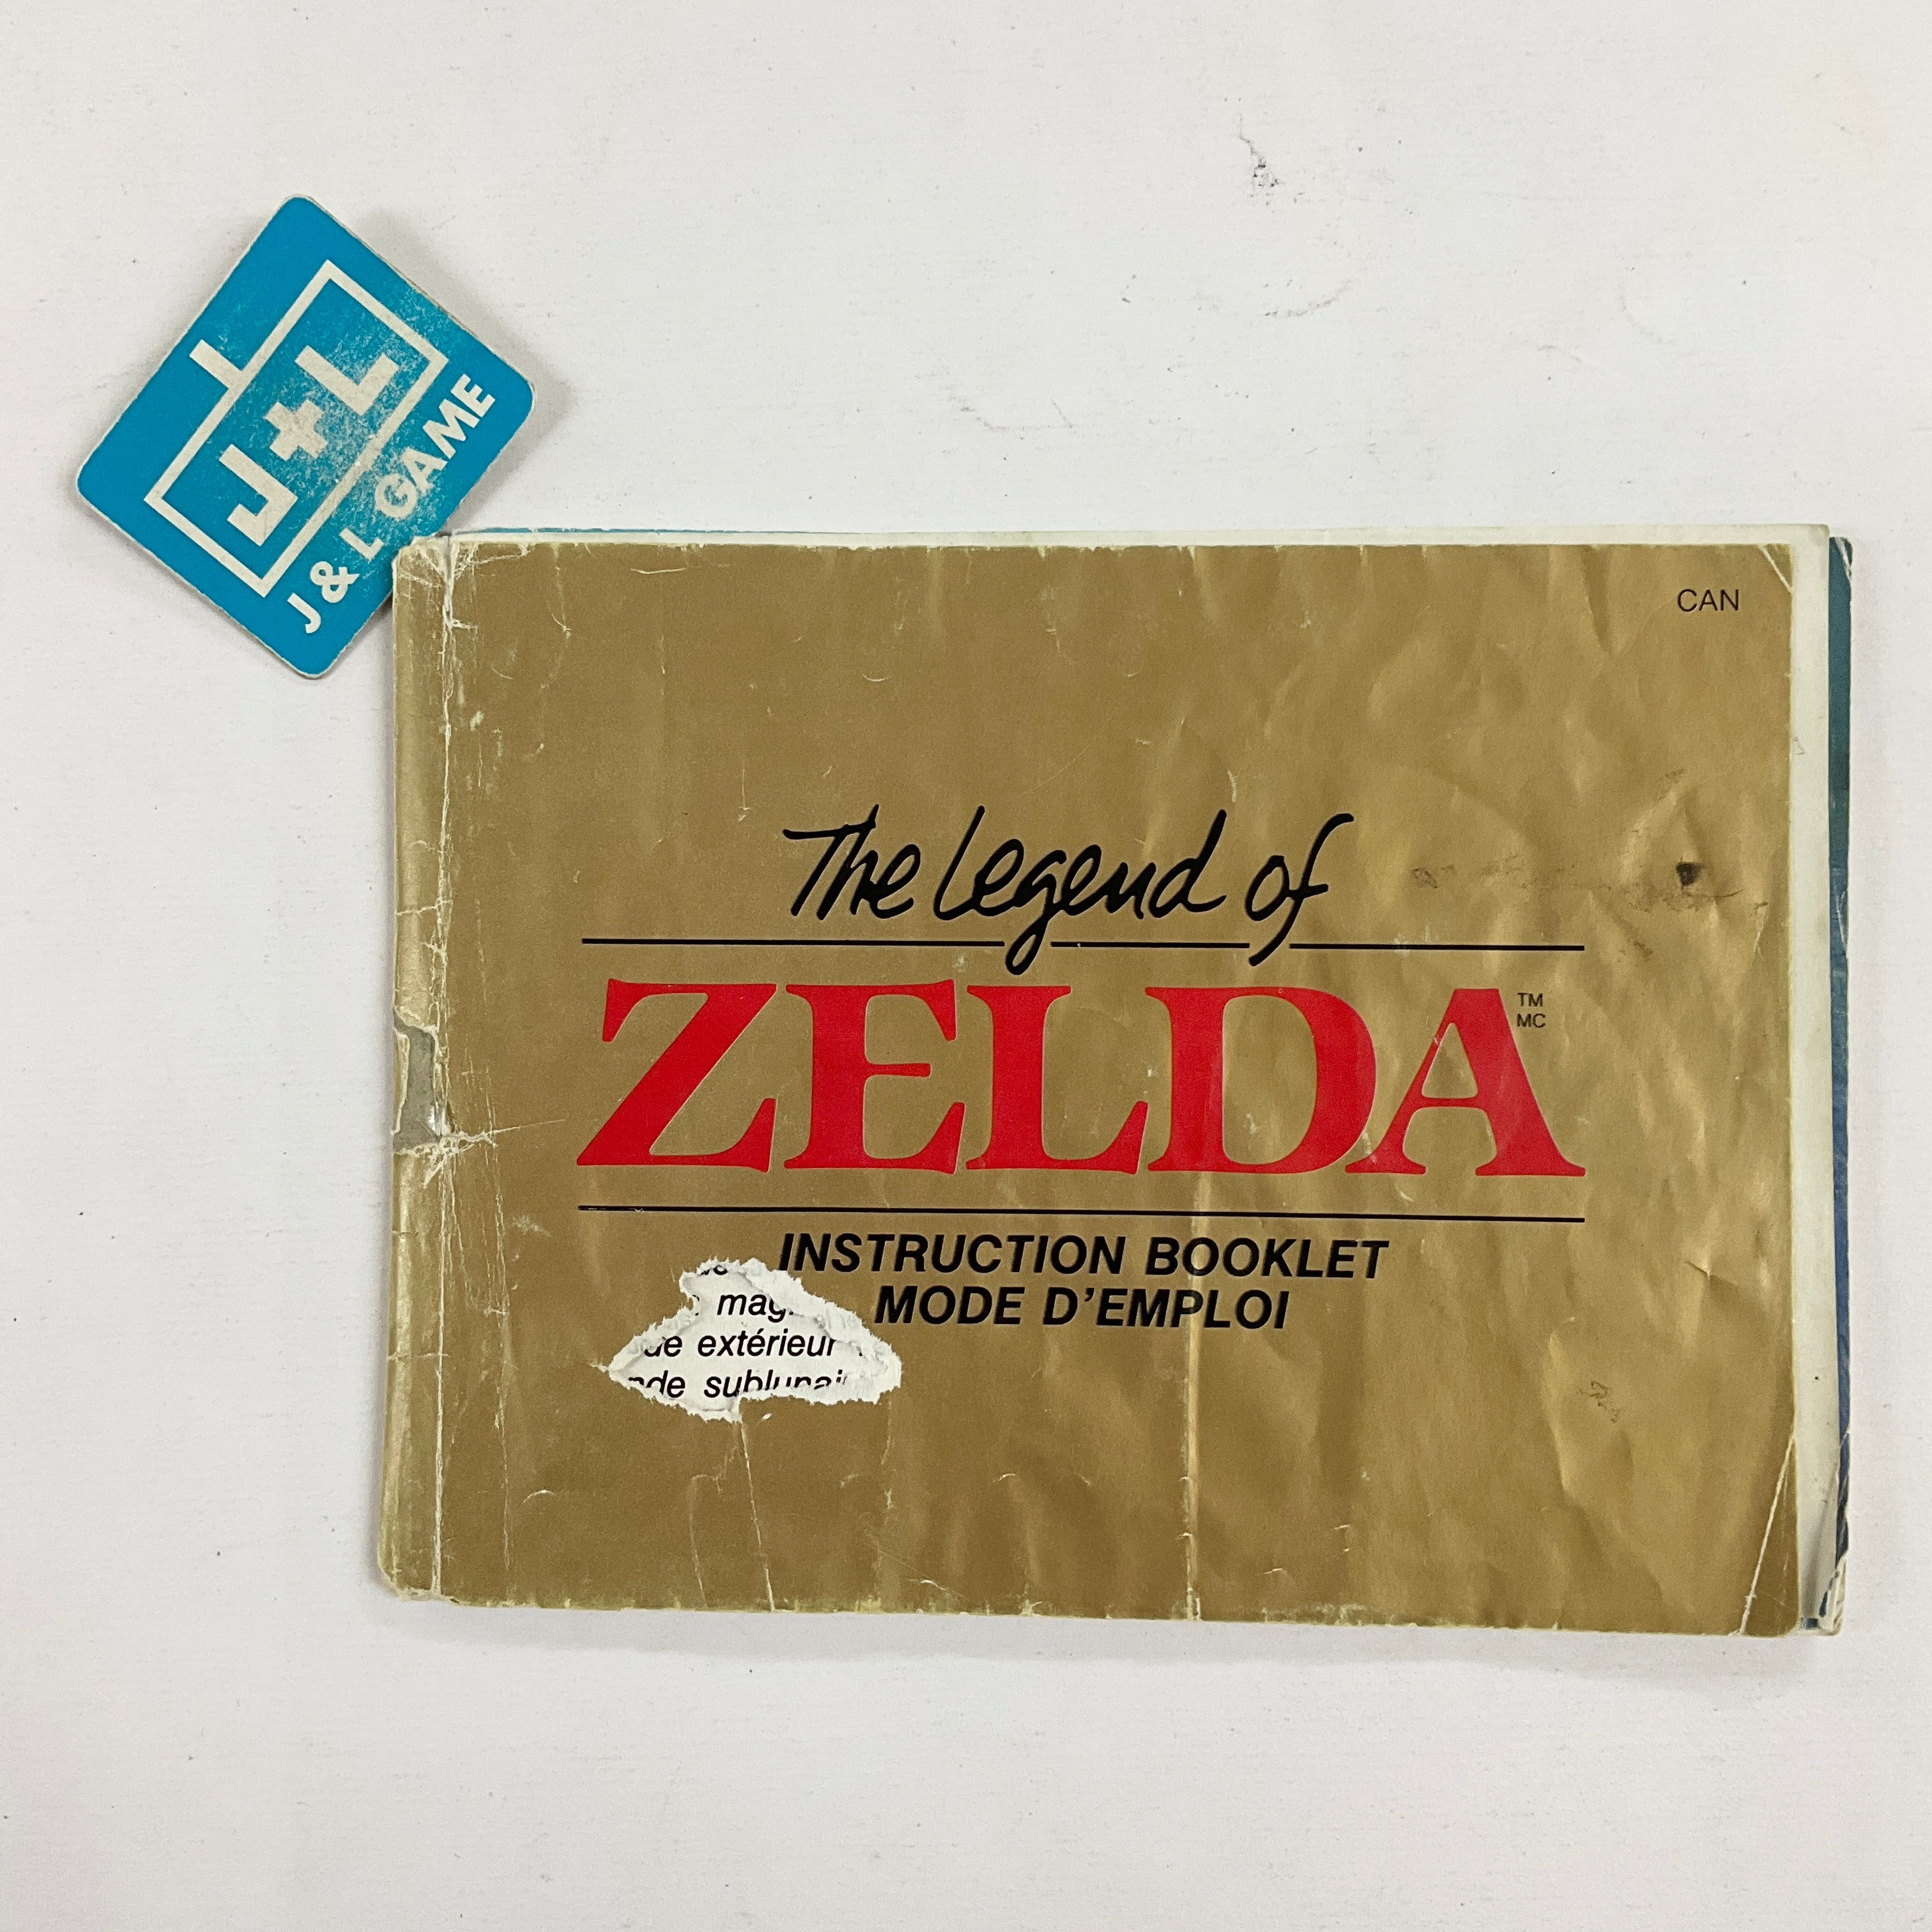 J+L
J & L GAME
CAN
The Legend of
ZELDA
TM
MC
INSTRUCTION BOOKLET
MODE D'EMPLOI
extérieur